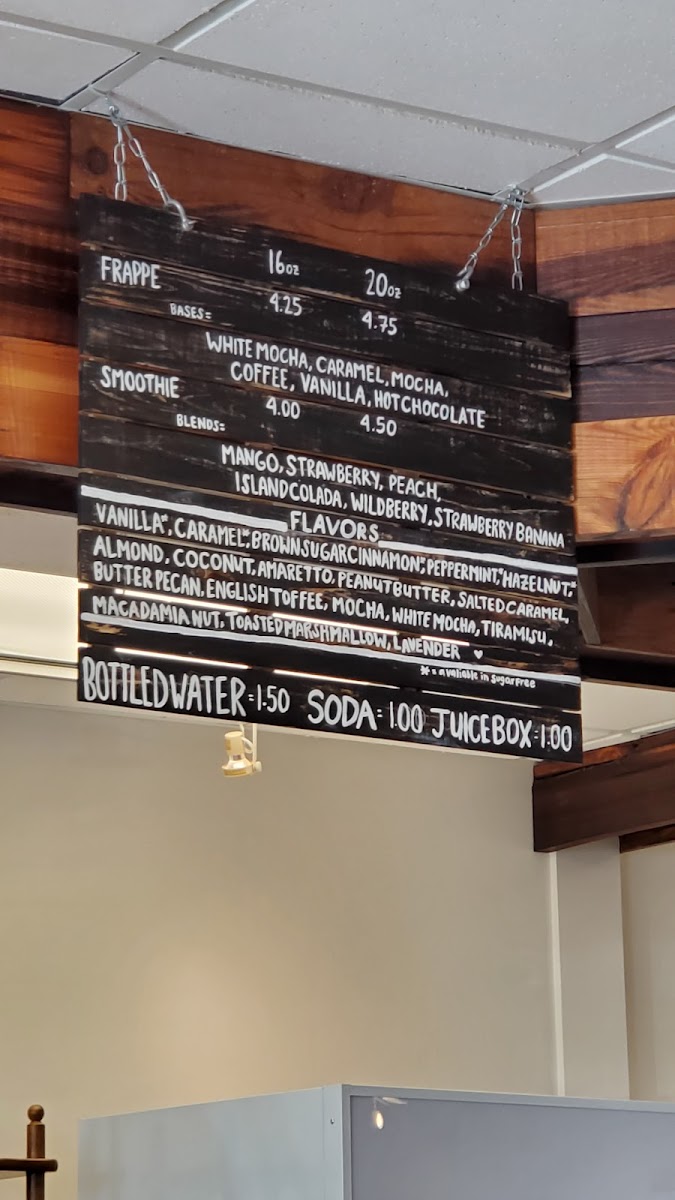 16oz 20oz
FRAPPE 4.25 4.75
BASES=
WHITE MOCHA, CARAMEL, MOCHA,
COFFEE, VANILLA, HOT CHOCOLATE
SMOOTHIE 4.00 4.50
BLENDS=
MANGO, STRAWBERRY, PEACH,
ISLAND COLADA, WILDBERRY, STRAWBERRY BANANA
FLAVORS
VANILLA*, CARAMEL*, BROWN SUGAR CINNAMON*, PEPPERMINT,* HAZELNUT,*
ALMOND, COCONUT, AMARETTO, PEANUT BUTTER, SALTED CARAMEL,
BUTTER PECAN, ENGLISH TOFFEE, MOCHA, WHITE MOCHA, TIRAMISU,
MACADAMIA NUT, TOASTED MARSHMALLOW, LAVENDER ♥
* = avaliable in sugarFree
BOTTLED WATER = 1.50 SODA = 1.00 JUICE BOX = 1.00